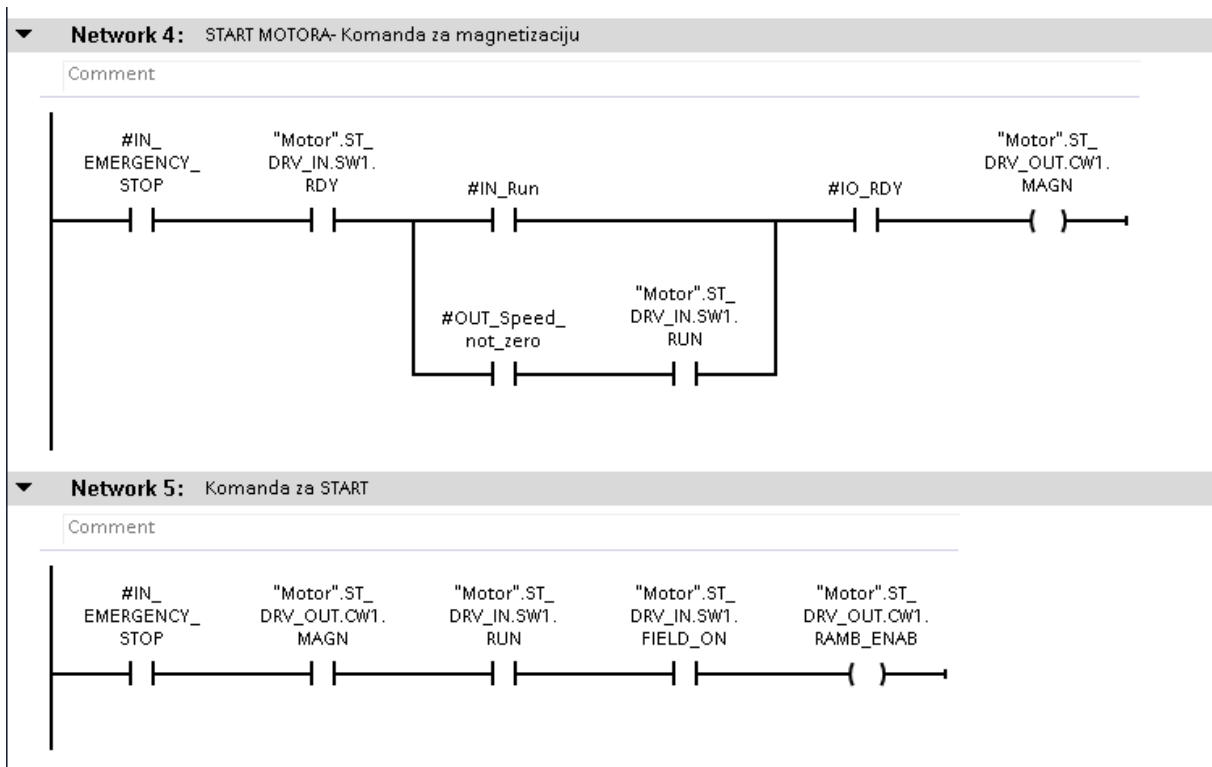 Network 4: START MOTORA- Komanda za magnetizaciju
Comment
#IN_
EMERGENCY_
STOP
"Motor".ST_
DRV_IN.SW1.
RDY
#IN_Run
#IO_RDY
"Motor".ST_
DRV_OUT.CW1.
MAGN
#OUT_Speed_
not_zero
"Motor".ST_
DRV_IN.SW1.
RUN
Network 5: Komanda za START
Comment
#IN_
EMERGENCY_
STOP
"Motor".ST_
DRV_OUT.CW1.
MAGN
"Motor".ST_
DRV_IN.SW1.
RUN
"Motor".ST_
DRV_IN.SW1.
FIELD_ON
"Motor".ST_
DRV_OUT.CW1.
RAMB_ENAB